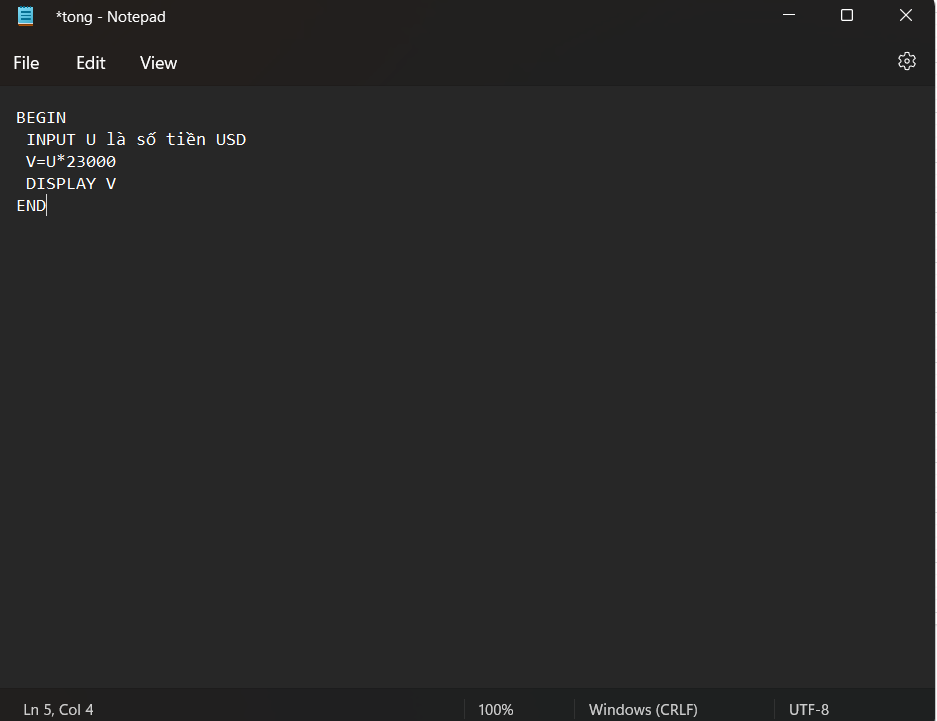 *tong - Notepad
File Edit View
BEGIN
INPUT U là số tiền USD
V=U*23000
DISPLAY V
END
Ln 5, Col 4 100% Windows (CRLF) UTF-8